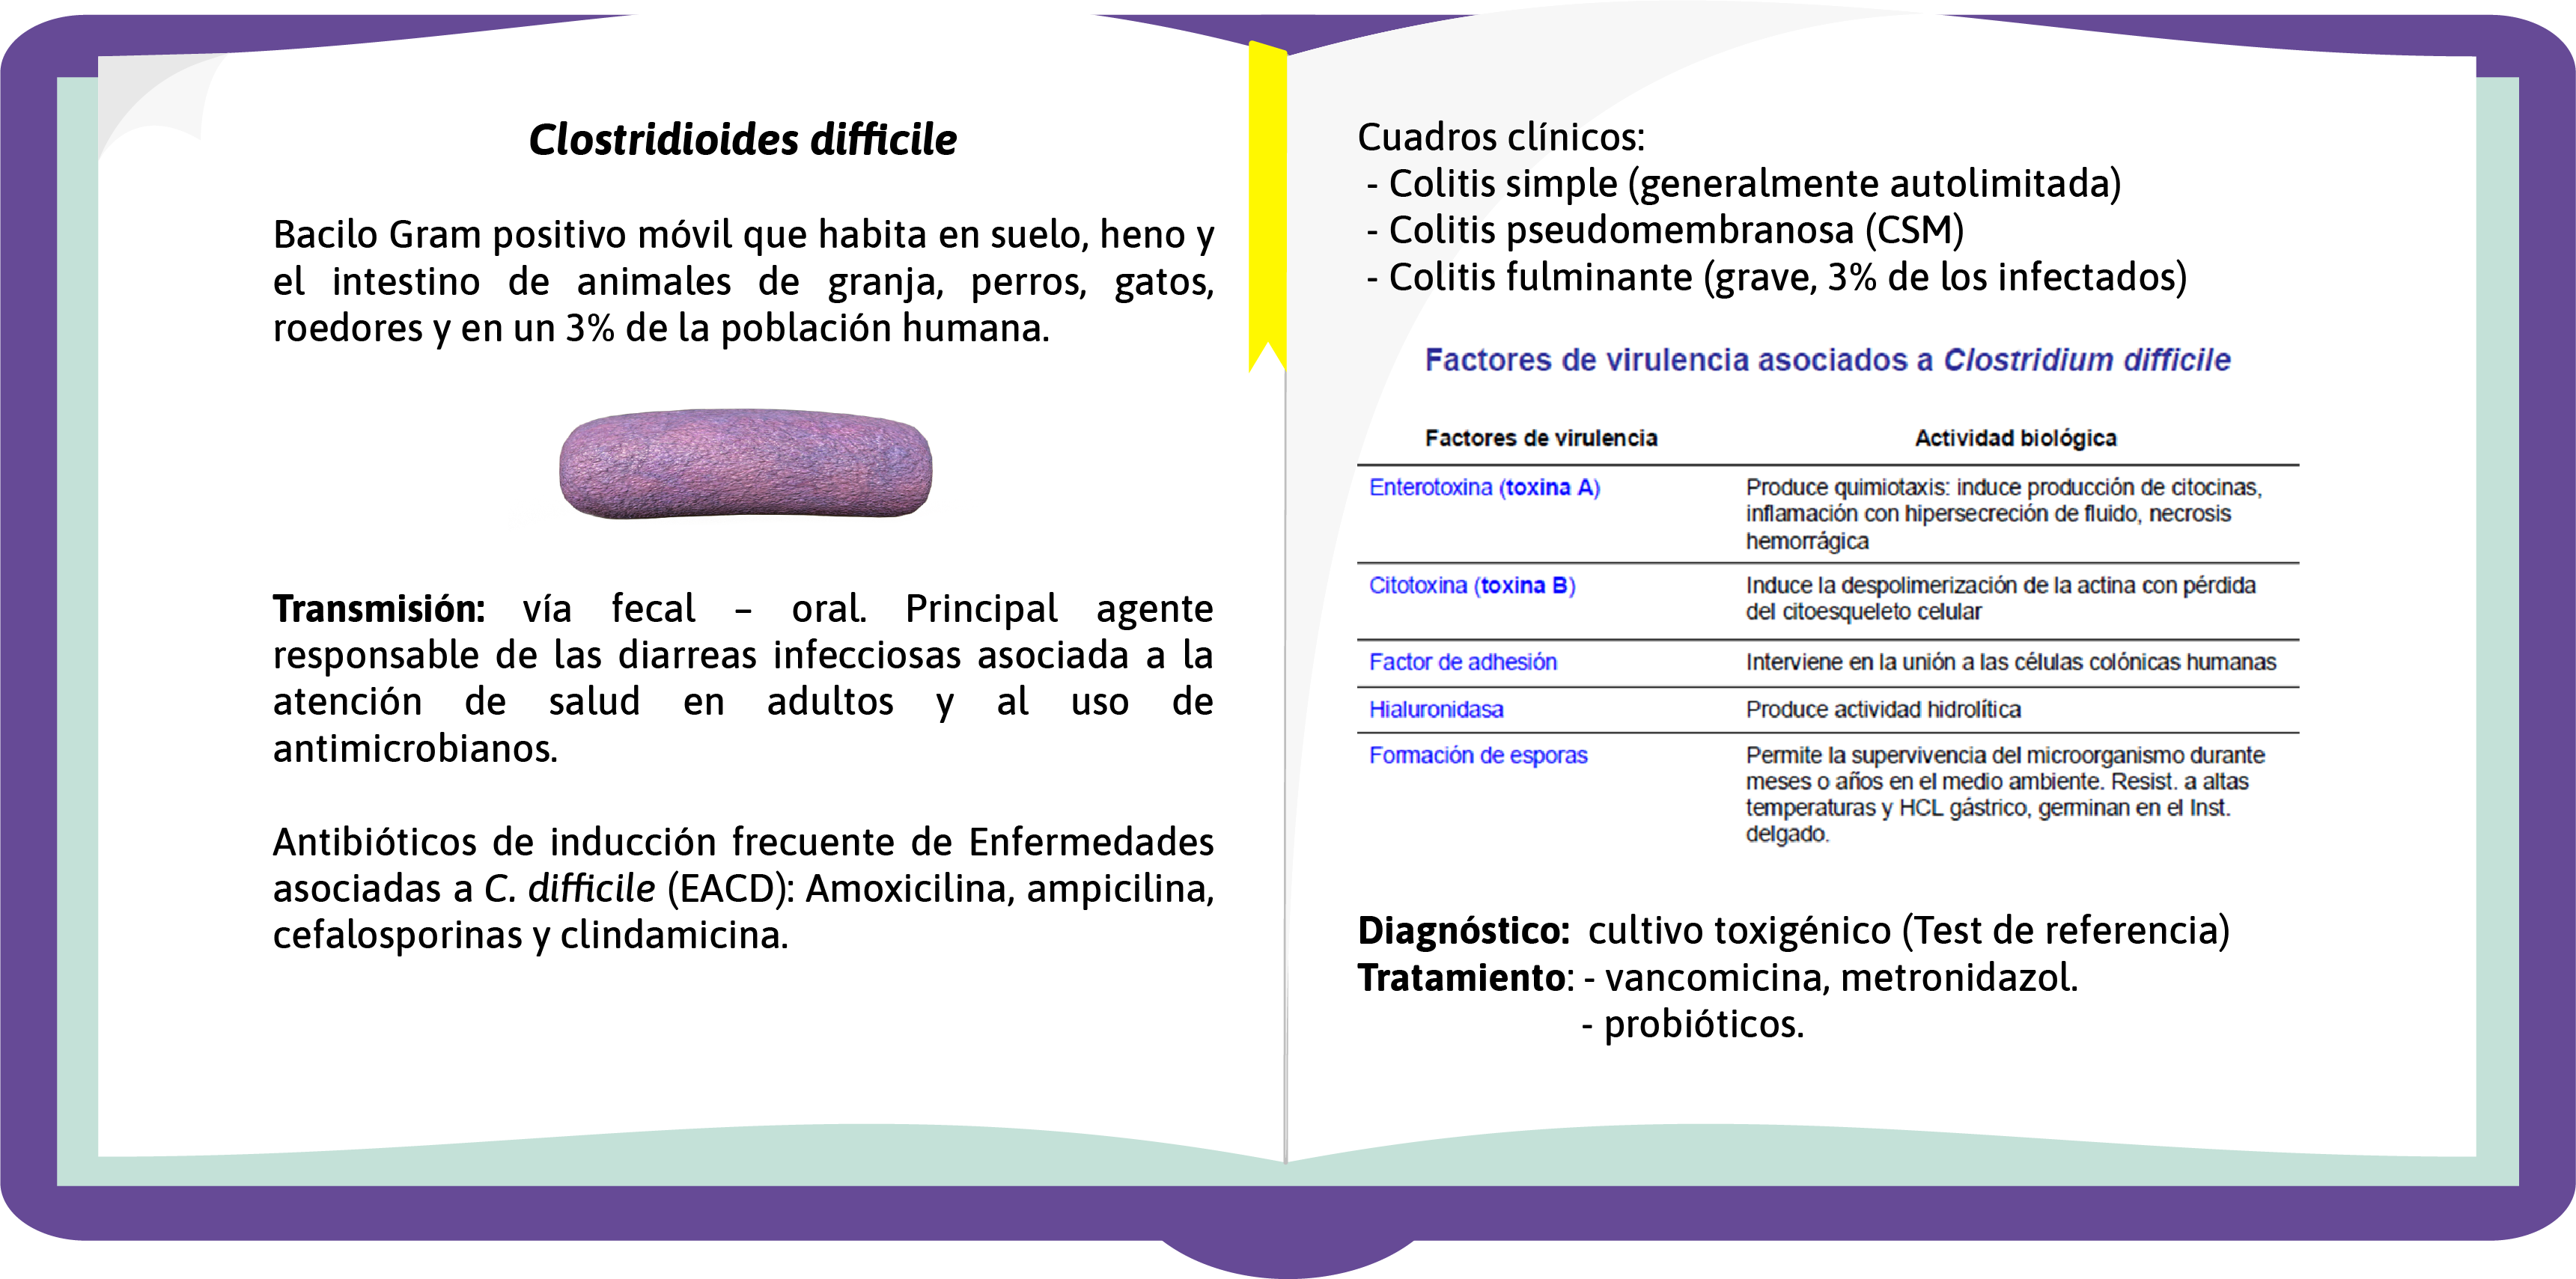 Clostridioides difficile
Bacilo Gram positivo móvil que habita en suelo, heno y
el intestino de animales de granja, perros, gatos,
roedores y en un 3% de la población humana.
Transmisión: vía fecal – oral. Principal agente
responsable de las diarreas infecciosas asociada a la
atención de salud en adultos y al uso de
antimicrobianos.
Antibióticos de inducción frecuente de Enfermedades
asociadas a C. difficile (EACD): Amoxicilina, ampicilina,
cefalosporinas y clindamicina.
Cuadros clínicos:
- Colitis simple (generalmente autolimitada)
- Colitis pseudomembranosa (CSM)
- Colitis fulminante (grave, 3% de los infectados)
Factores de virulencia asociados a Clostridium difficile
Factores de virulencia Actividad biológica
Enterotoxina (toxina A) Produce quimiotaxis: induce producción de citocinas,
inflamación con hipersecreción de fluido, necrosis
hemorrágica
Citotoxina (toxina B) Induce la despolimerización de la actina con pérdida
del citoesqueleto celular
Factor de adhesión Interviene en la unión a las células colónicas humanas
Hialuronidasa Produce actividad hidrolítica
Formación de esporas Permite la supervivencia del microorganismo durante
meses o años en el medio ambiente. Resist. a altas
temperaturas y HCL gástrico, germinan en el Inst.
delgado.
Diagnóstico: cultivo toxigénico (Test de referencia)
Tratamiento: - vancomicina, metronidazol.
- probióticos.